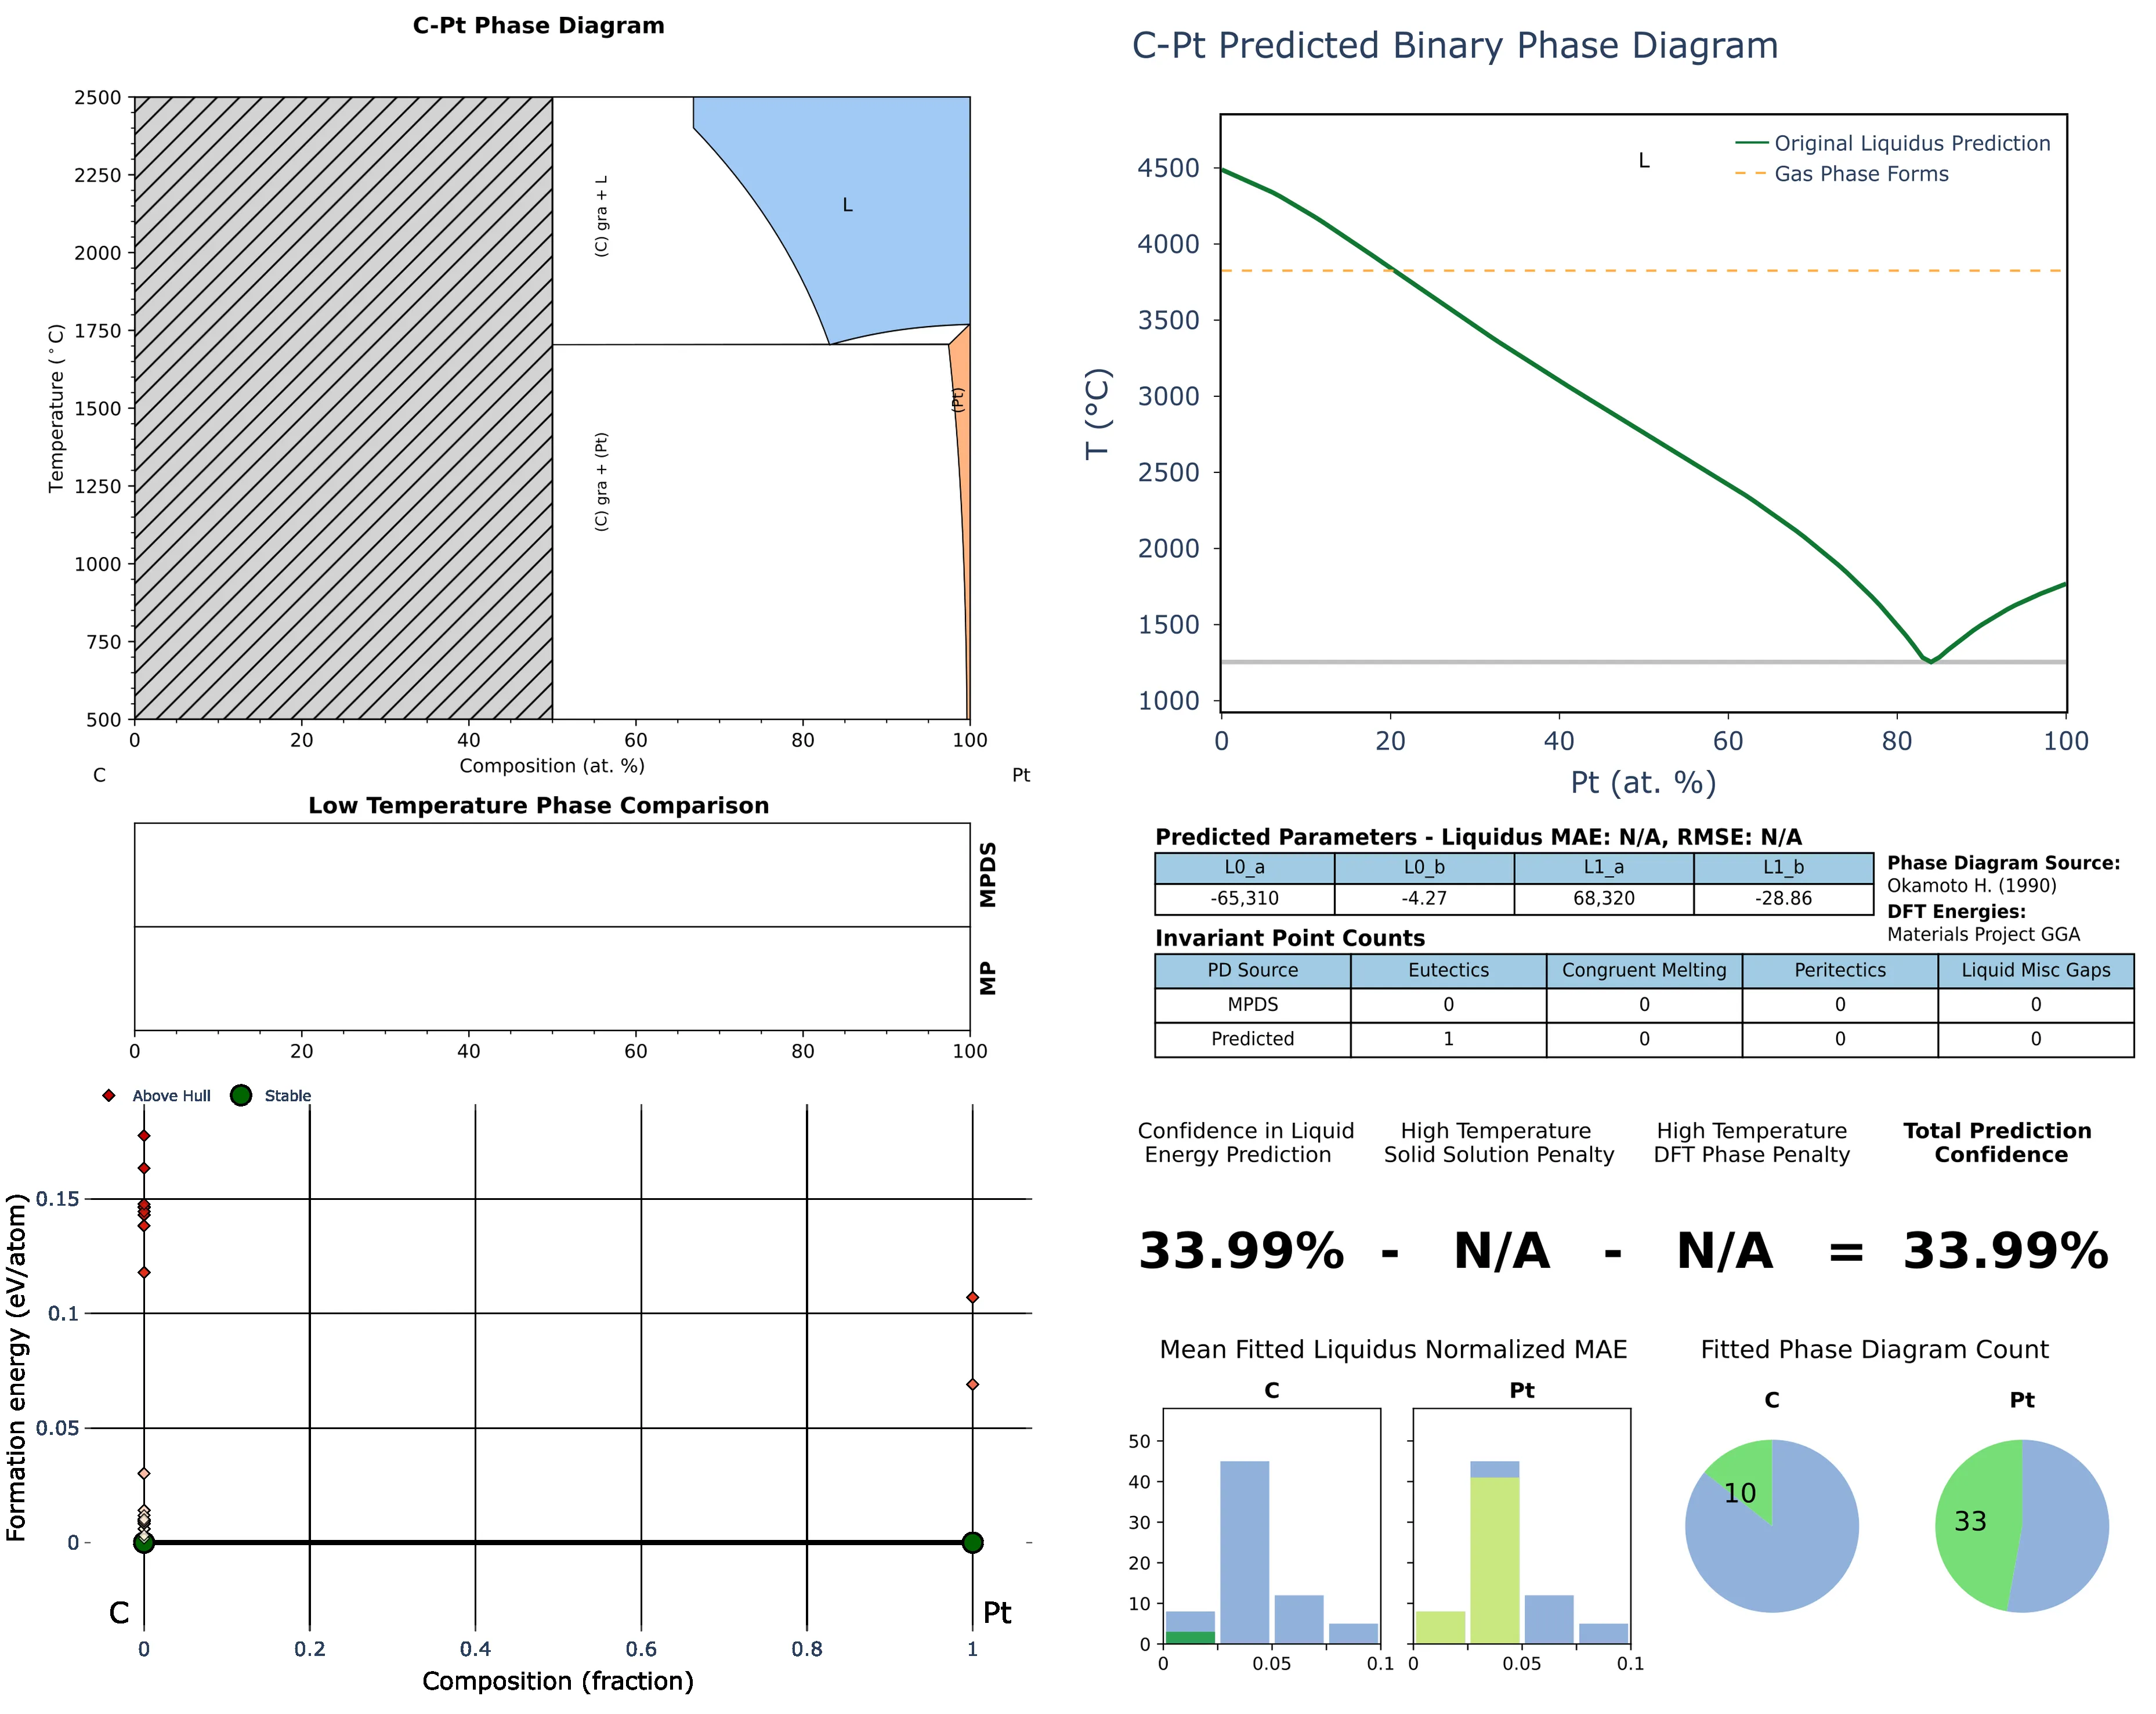 C-Pt Phase Diagram
2500
2250
2000
1750
1500
1250
1000
750
500
Temperature (°C)
(C) gra + L
L
(Pt)
(C) gra + (Pt)
0 20 40 60 80 100
Composition (at. %)
C Pt
Low Temperature Phase Comparison
MPDS
MP
0 20 40 60 80 100
Above Hull Stable
0.15
0.1
0.05
0
Formation energy (eV/atom)
C Pt
0 0.2 0.4 0.6 0.8 1
Composition (fraction)
C-Pt Predicted Binary Phase Diagram
L
Original Liquidus Prediction
Gas Phase Forms
4500
4000
3500
3000
2500
2000
1500
1000
T (°C)
0 20 40 60 80 100
Pt (at. %)
Predicted Parameters - Liquidus MAE: N/A, RMSE: N/A
L0_a L0_b L1_a L1_b
-65,310 -4.27 68,320 -28.86
Phase Diagram Source:
Okamoto H. (1990)
DFT Energies:
Materials Project GGA
Invariant Point Counts
PD Source Eutectics Congruent Melting Peritectics Liquid Misc Gaps
MPDS 0 0 0 0
Predicted 1 0 0 0
Confidence in Liquid
Energy Prediction
High Temperature
Solid Solution Penalty
High Temperature
DFT Phase Penalty
Total Prediction
Confidence
33.99% - N/A - N/A = 33.99%
Mean Fitted Liquidus Normalized MAE
C Pt
50
40
30
20
10
0
0 0.05 0.1 0 0.05 0.1
Fitted Phase Diagram Count
C Pt
10 33